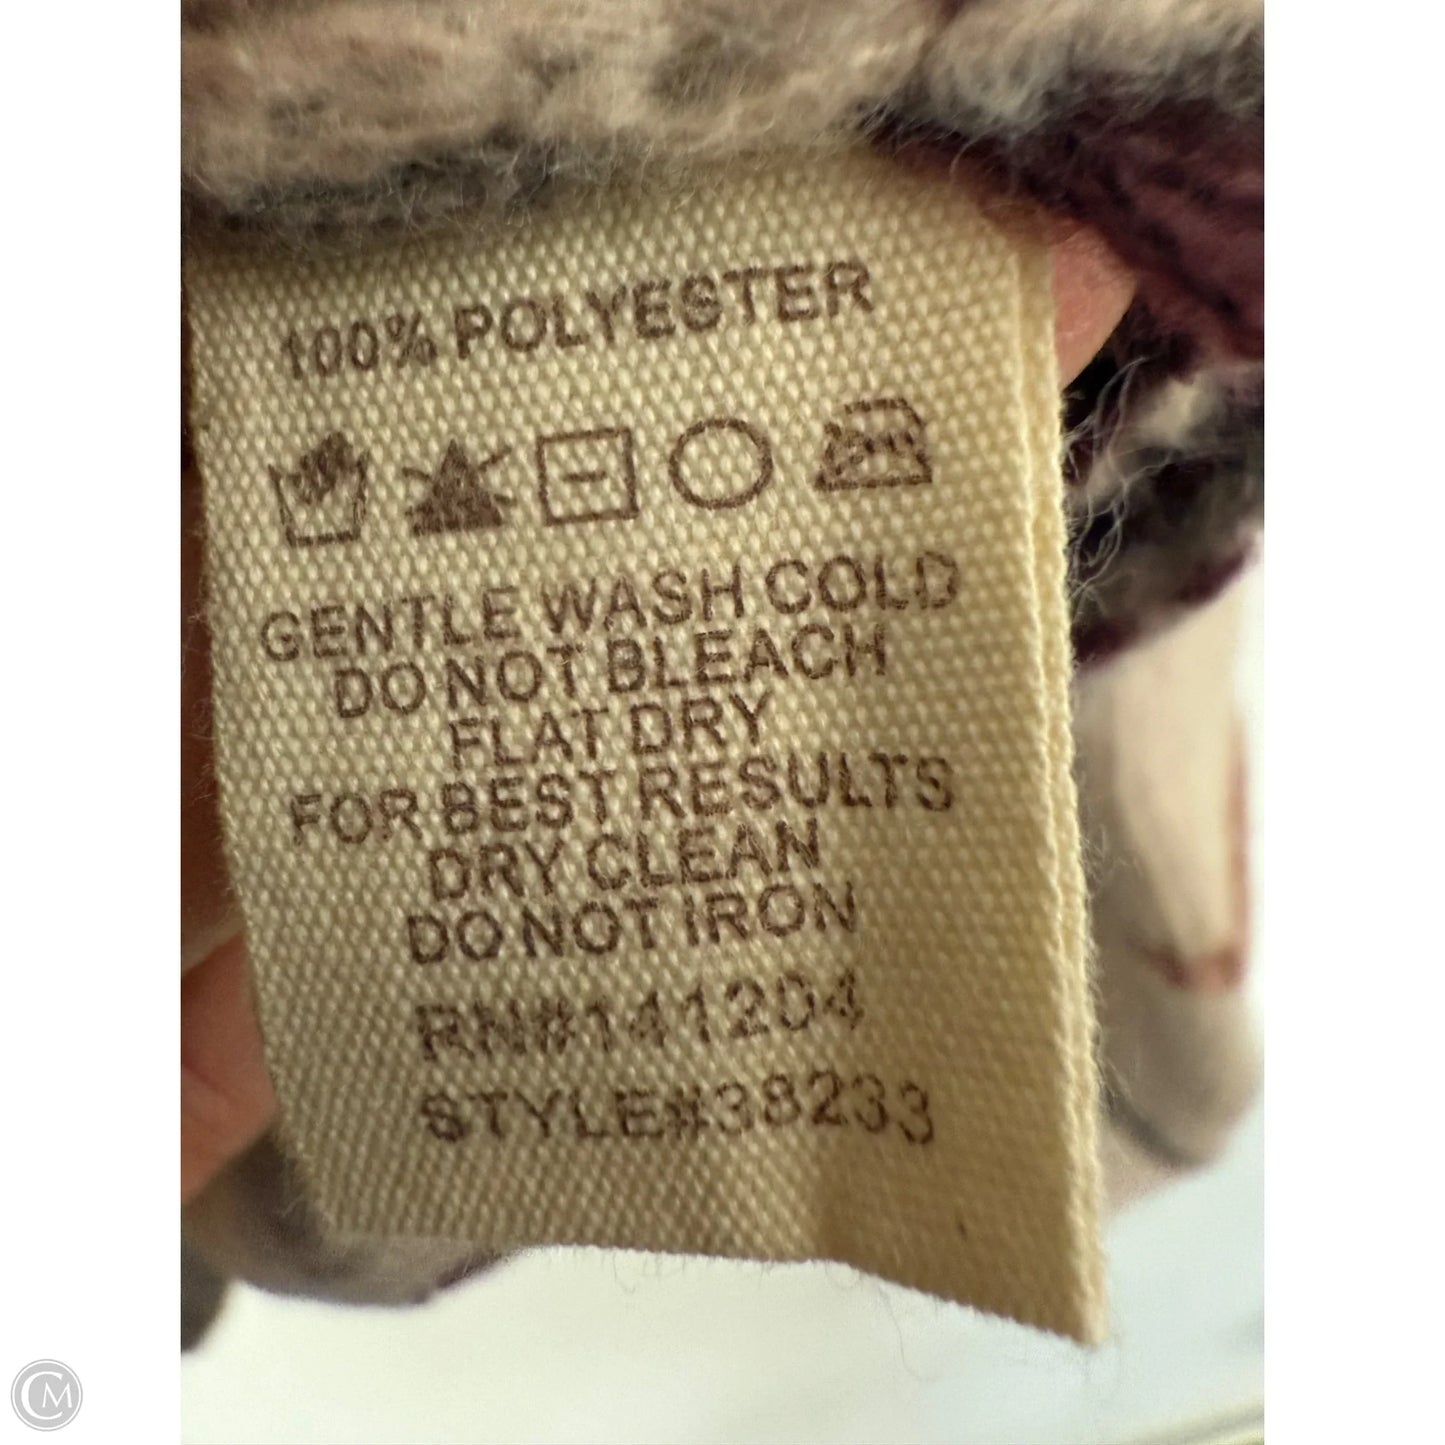 100% POLYESTER
GENTLE WASH COLD
DO NOT BLEACH
FLAT DRY
FOR BEST RESULTS
DRY CLEAN
DO NOT IRON
RN#141204
STYLE#38233
CM